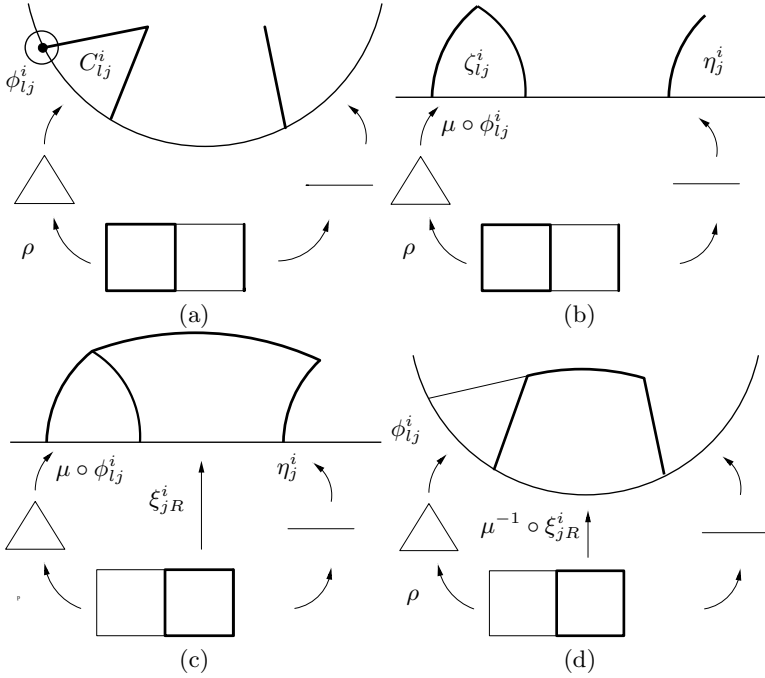 C^i_{lj}
φ^i_{lj}
ρ
(a)
ζ^i_{lj}
η^i_j
μ ∘ φ^i_{lj}
ρ
(b)
μ ∘ φ^i_{lj}
η^i_j
ξ^i_{jR}
p
(c)
φ^i_{lj}
μ^{-1} ∘ ξ^i_{jR}
ρ
(d)